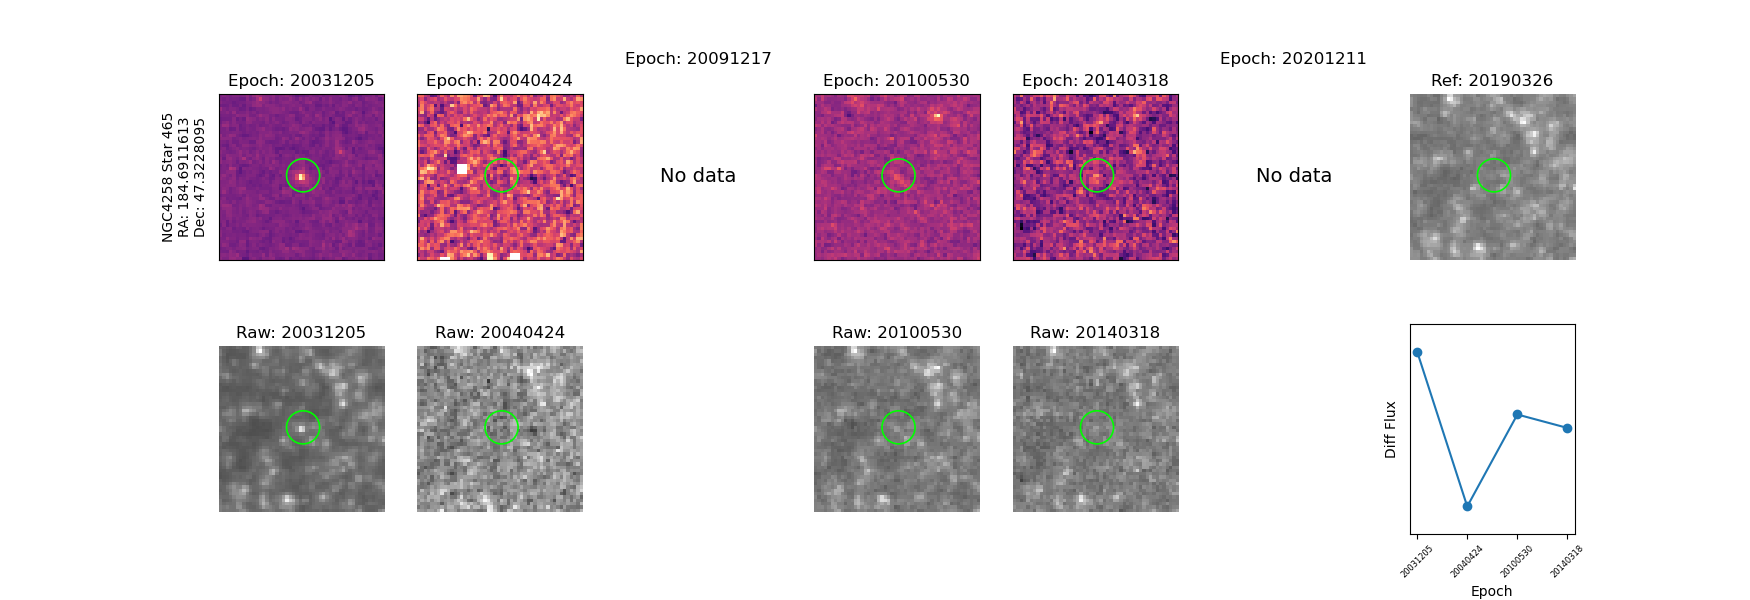 Epoch: 20091217
Epoch: 20201211
Epoch: 20031205
Epoch: 20040424
Epoch: 20100530
Epoch: 20140318
Ref: 20190326
NGC4258 Star 465
RA: 184.6911613
Dec: 47.3228095
No data
No data
Raw: 20031205
Raw: 20040424
Raw: 20100530
Raw: 20140318
Diff Flux
20031205
20040424
20100530
20140318
Epoch